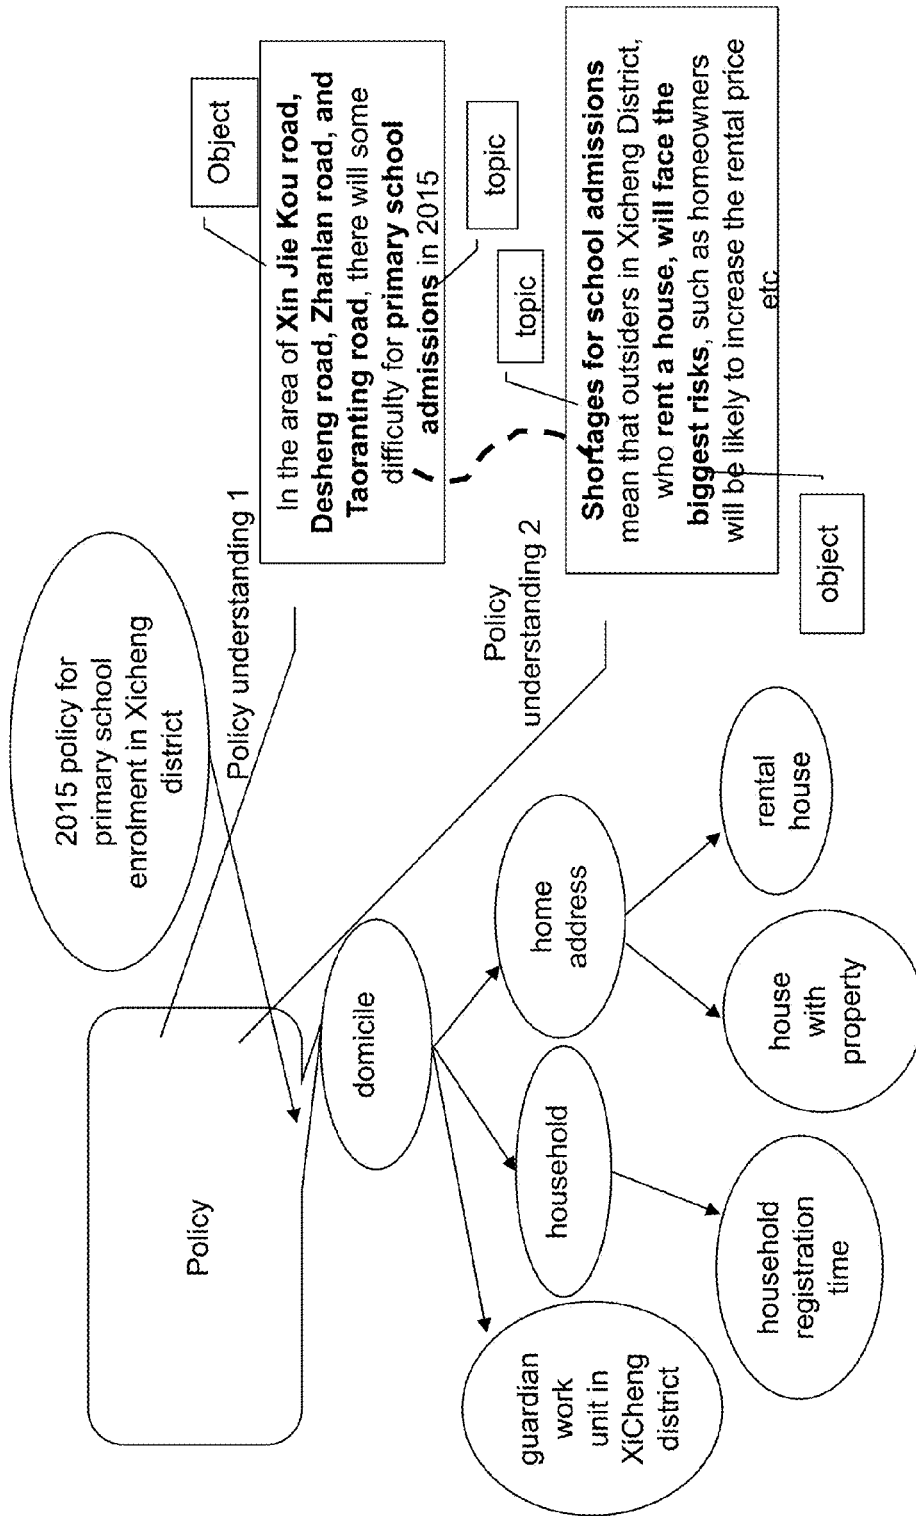 2015 policy for
primary school
enrolment in Xicheng
district
Policy
Policy understanding 1
Object
In the area of Xin Jie Kou road,
Desheng road, Zhanlan road, and
Taoranting road, there will some
difficulty for primary school
admissions in 2015
topic
topic
Policy
understanding 2
Shortages for school admissions
mean that outsiders in Xicheng District,
who rent a house, will face the
biggest risks, such as homeowners
will be likely to increase the rental price
etc
object
domicile
guardian
work
unit in
XiCheng
district
household
home
address
household
registration
time
house
with
property
rental
house